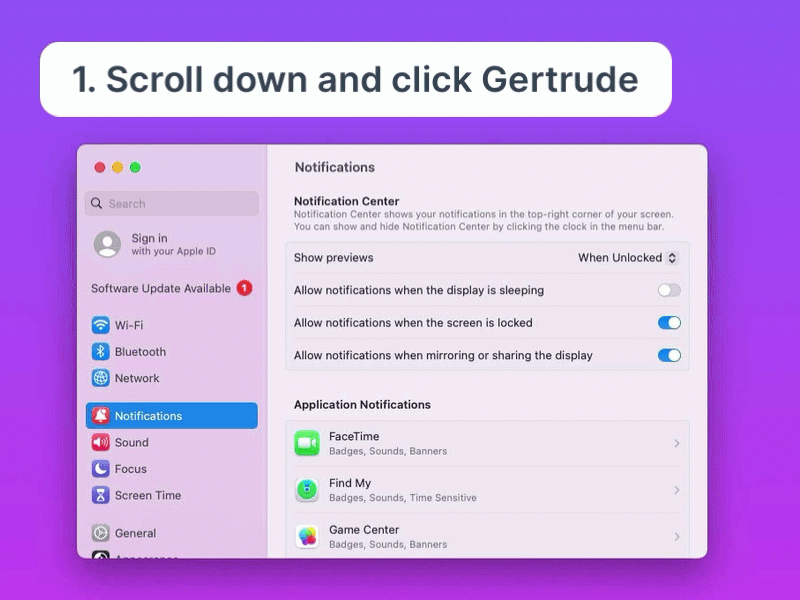 1. Scroll down and click Gertrude
Search
Sign in
with your Apple ID
Software Update Available 1
Wi-Fi
Bluetooth
Network
Notifications
Sound
Focus
Screen Time
General
Appearance
Notifications
Notification Center
Notification Center shows your notifications in the top-right corner of your screen.
You can show and hide Notification Center by clicking the clock in the menu bar.
Show previews When Unlocked
Allow notifications when the display is sleeping
Allow notifications when the screen is locked
Allow notifications when mirroring or sharing the display
Application Notifications
FaceTime
Badges, Sounds, Banners
Find My
Badges, Sounds, Time Sensitive
Game Center
Badges, Sounds, Banners